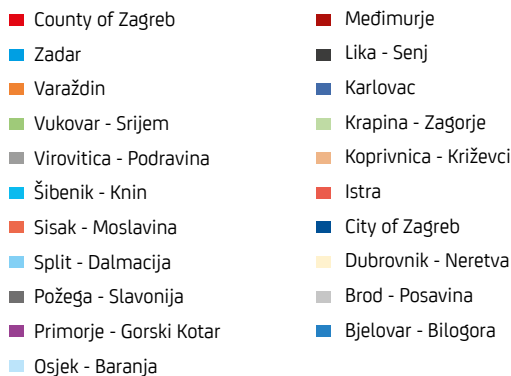 County of Zagreb
Zadar
Varaždin
Vukovar - Srijem
Virovitica - Podravina
Šibenik - Knin
Sisak - Moslavina
Split - Dalmacija
Požega - Slavonija
Primorje - Gorski Kotar
Osjek - Baranja
Međimurje
Lika - Senj
Karlovac
Krapina - Zagorje
Koprivnica - Križevci
Istra
City of Zagreb
Dubrovnik - Neretva
Brod - Posavina
Bjelovar - Bilogora